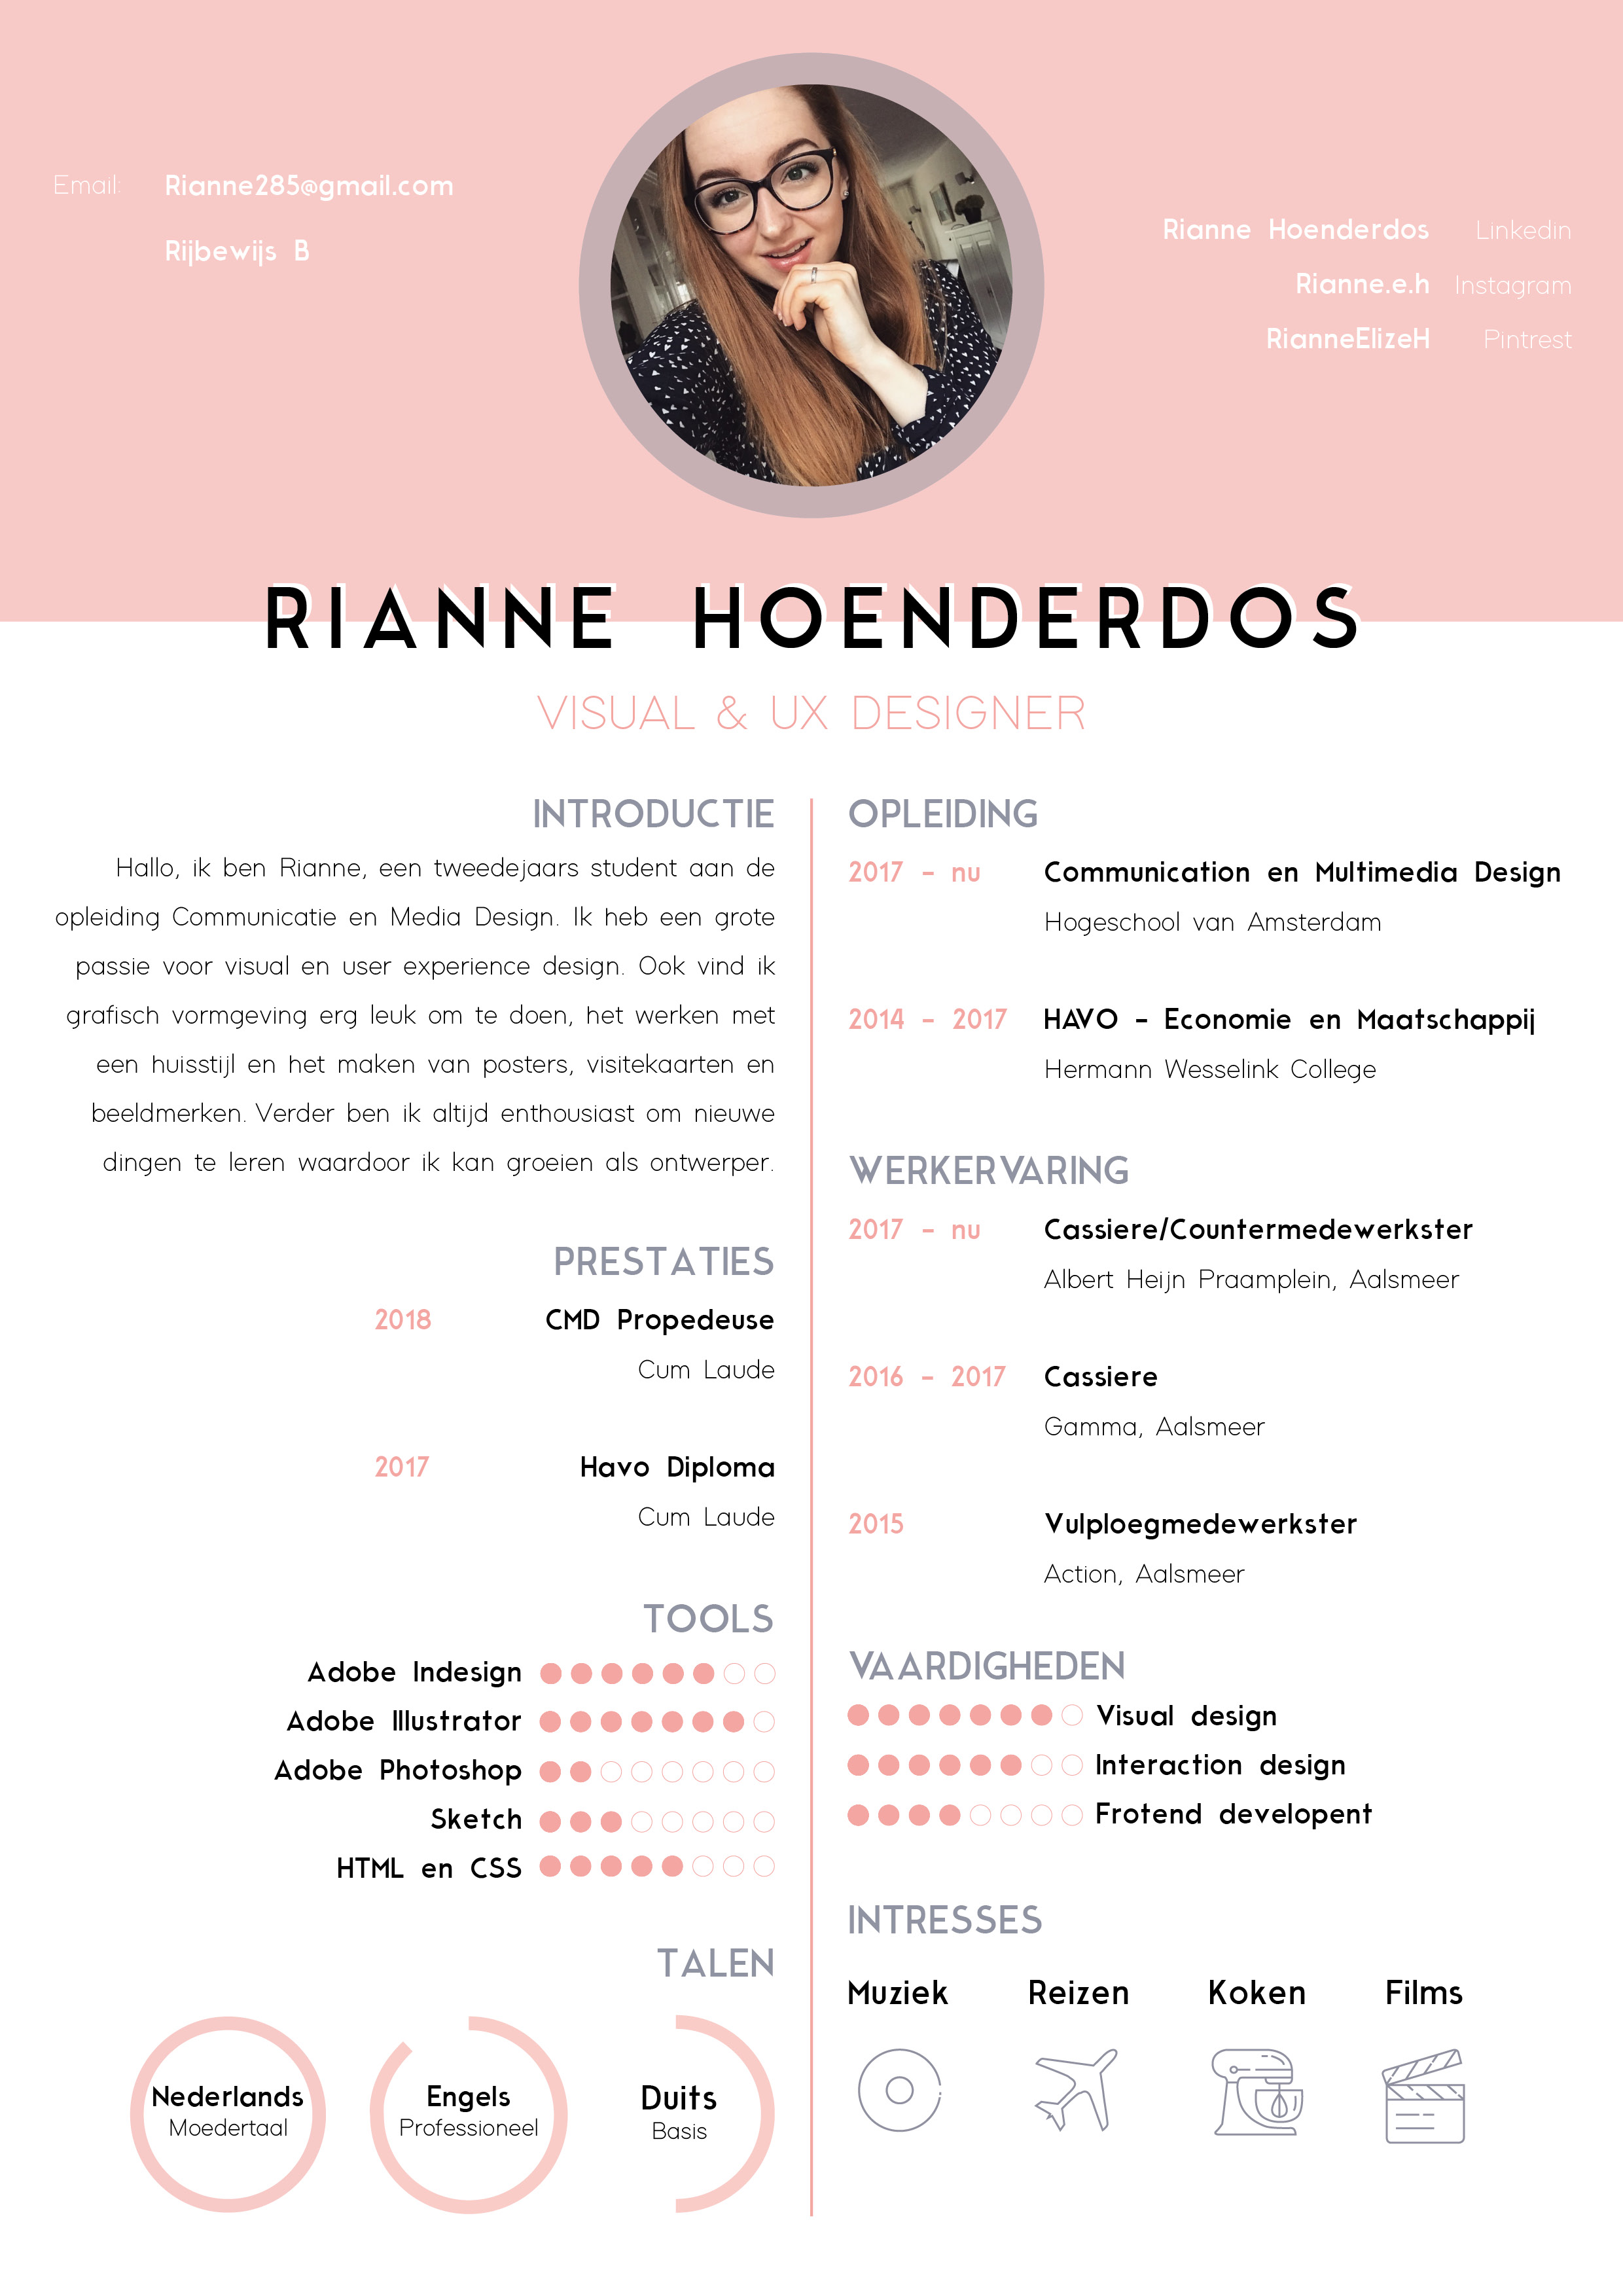 Email: Rianne285@gmail.com
Rijbewijs B
Rianne Hoenderdos Linkedin
Rianne.e.h Instagram
RianneElizeH Pintrest
RIANNE HOENDERDOS
VISUAL & UX DESIGNER
INTRODUCTIE
Hallo, ik ben Rianne, een tweedejaars student aan de
opleiding Communicatie en Media Design. Ik heb een grote
passie voor visual en user experience design. Ook vind ik
grafisch vormgeving erg leuk om te doen, het werken met
een huisstijl en het maken van posters, visitekaarten en
beeldmerken. Verder ben ik altijd enthousiast om nieuwe
dingen te leren waardoor ik kan groeien als ontwerper.
PRESTATIES
2018 CMD Propedeuse
Cum Laude
2017 Havo Diploma
Cum Laude
TOOLS
Adobe Indesign
Adobe Illustrator
Adobe Photoshop
Sketch
HTML en CSS
TALEN
Nederlands
Moedertaal
Engels
Professioneel
Duits
Basis
OPLEIDING
2017 - nu Communication en Multimedia Design
Hogeschool van Amsterdam
2014 - 2017 HAVO - Economie en Maatschappij
Hermann Wesselink College
WERKERVARING
2017 - nu Cassiere/Countermedewerkster
Albert Heijn Praamplein, Aalsmeer
2016 - 2017 Cassiere
Gamma, Aalsmeer
2015 Vulploegmedewerkster
Action, Aalsmeer
VAARDIGHEDEN
Visual design
Interaction design
Frotend developent
INTRESSES
Muziek Reizen Koken Films